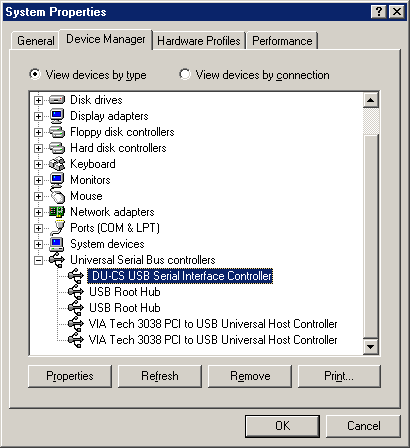 System Properties
General Device Manager Hardware Profiles Performance
View devices by type View devices by connection
Disk drives
Display adapters
Floppy disk controllers
Hard disk controllers
Keyboard
Monitors
Mouse
Network adapters
Ports (COM & LPT)
System devices
Universal Serial Bus controllers
DU-CS USB Serial Interface Controller
USB Root Hub
USB Root Hub
VIA Tech 3038 PCI to USB Universal Host Controller
VIA Tech 3038 PCI to USB Universal Host Controller
Properties Refresh Remove Print...
OK Cancel